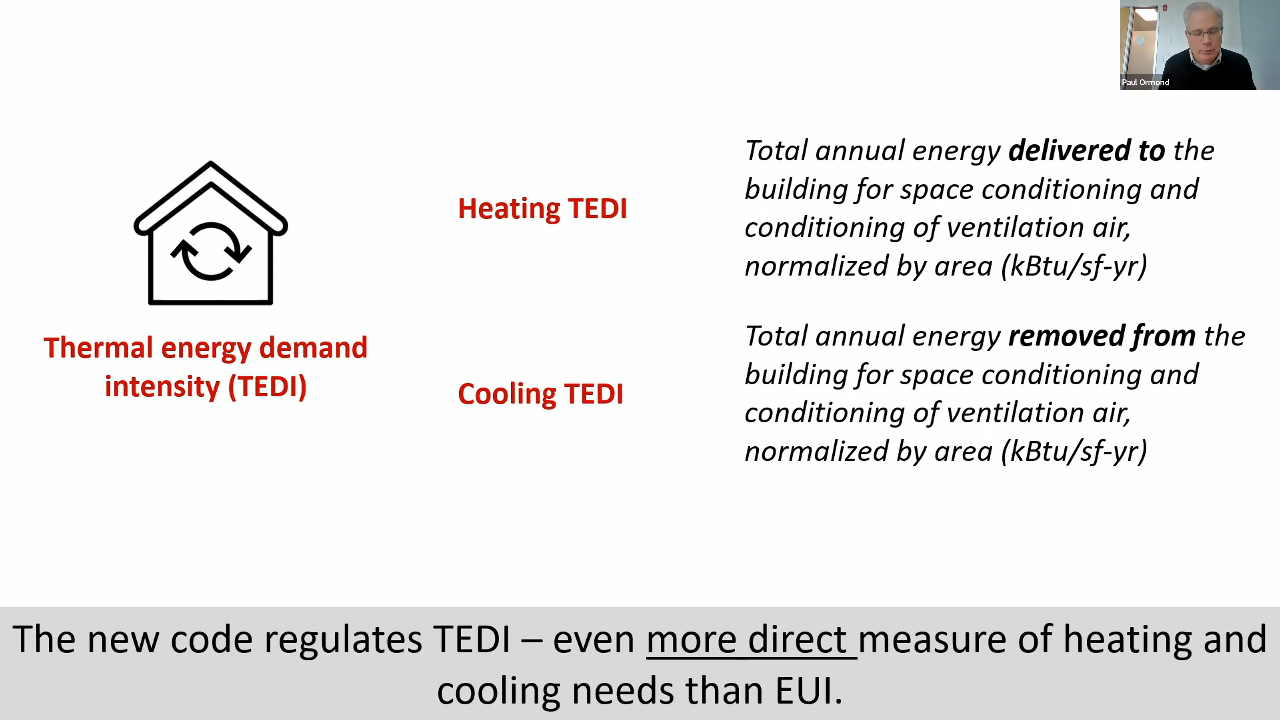 Paul Ormond
Thermal energy demand
intensity (TEDI)
Heating TEDI
Total annual energy delivered to the
building for space conditioning and
conditioning of ventilation air,
normalized by area (kBtu/sf-yr)
Cooling TEDI
Total annual energy removed from the
building for space conditioning and
conditioning of ventilation air,
normalized by area (kBtu/sf-yr)
The new code regulates TEDI – even more direct measure of heating and
cooling needs than EUI.